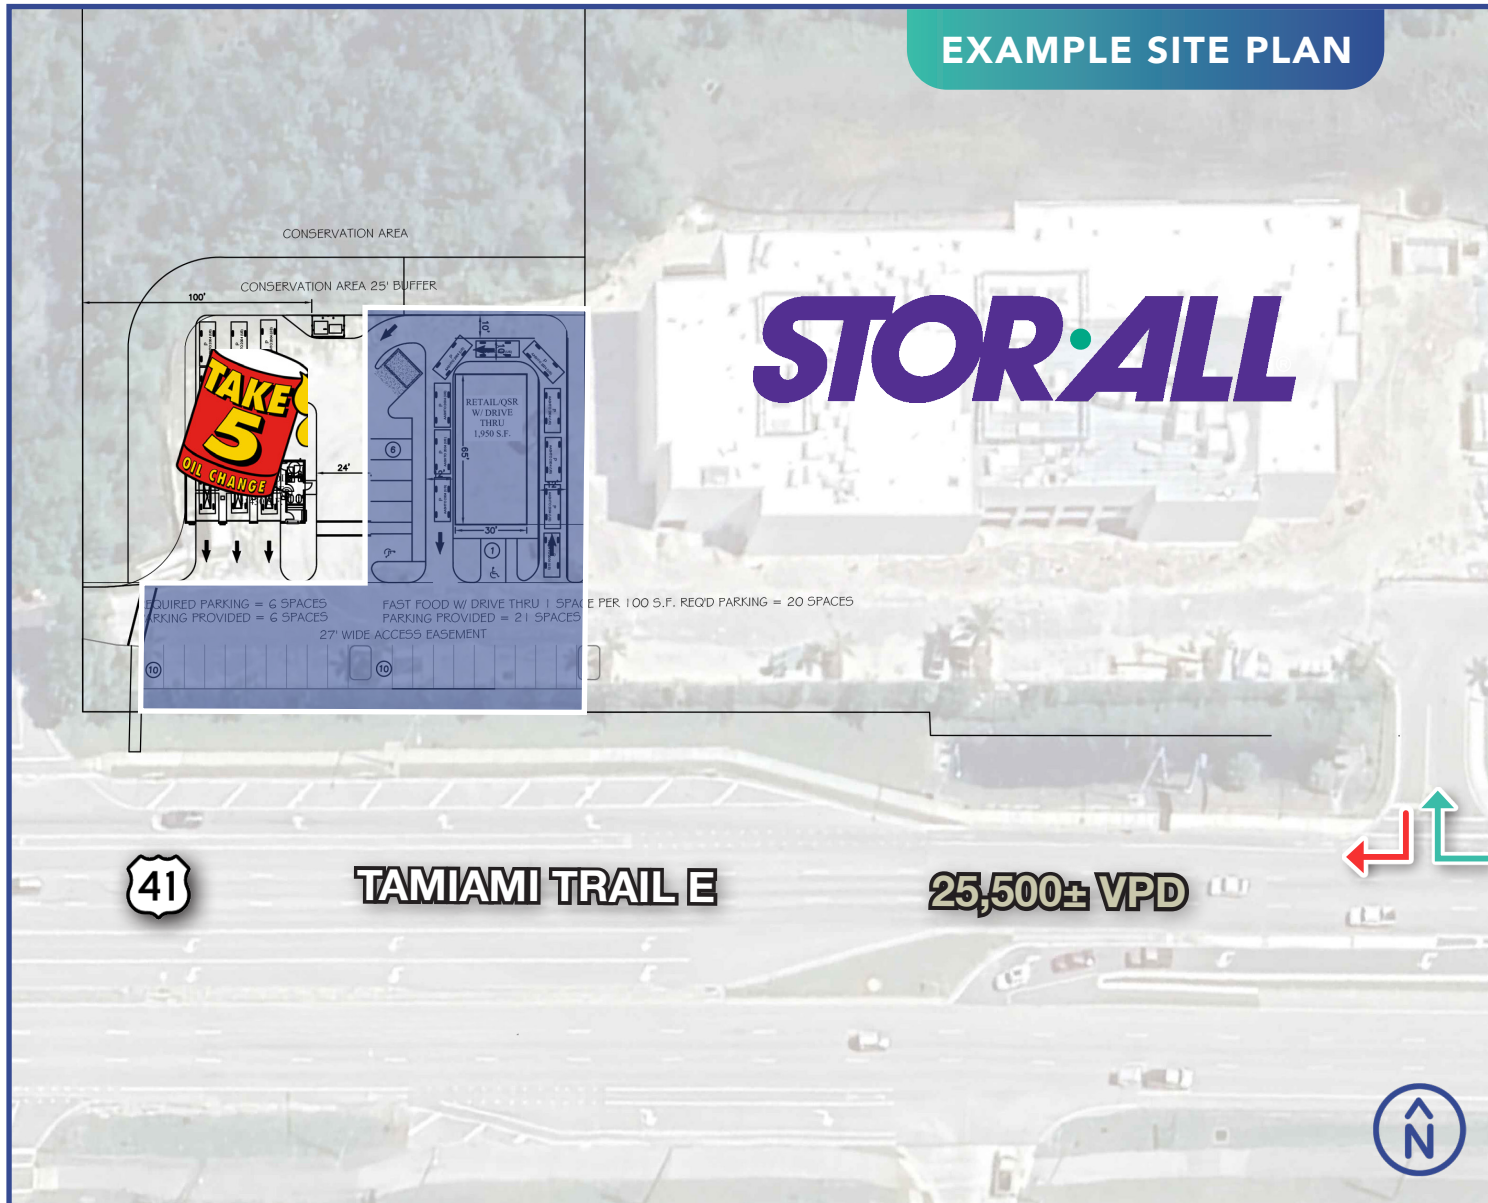 EXAMPLE SITE PLAN
CONSERVATION AREA
CONSERVATION AREA 25' BUFFER
100'
10'
TAKE
5
OIL CHANGE
STOR·ALL
RETAIL/QSR
W/ DRIVE
THRU
1,950 S.F.
65'
6
24'
30'
1
EQUIRED PARKING = 6 SPACES
ARKING PROVIDED = 6 SPACES
FAST FOOD W/ DRIVE THRU 1 SPACE PER 100 S.F. REQ'D PARKING = 20 SPACES
PARKING PROVIDED = 21 SPACES
27' WIDE ACCESS EASEMENT
10
10
41
TAMIAMI TRAIL E
25,500± VPD
N